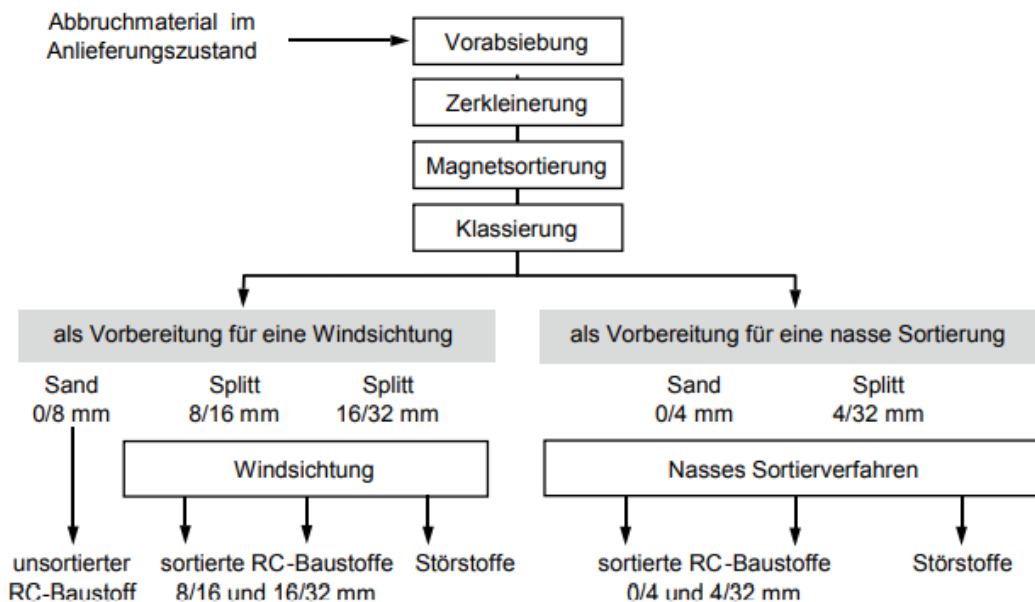 Abbruchmaterial im
Anlieferungszustand
Vorabsiebung
Zerkleinerung
Magnetsortierung
Klassierung
als Vorbereitung für eine Windsichtung
als Vorbereitung für eine nasse Sortierung
Sand
0/8 mm
Splitt
8/16 mm
Splitt
16/32 mm
Sand
0/4 mm
Splitt
4/32 mm
Windsichtung
Nasses Sortierverfahren
unsortierter
RC-Baustoff
sortierte RC-Baustoffe
8/16 und 16/32 mm
Störstoffe
sortierte RC-Baustoffe
0/4 und 4/32 mm
Störstoffe